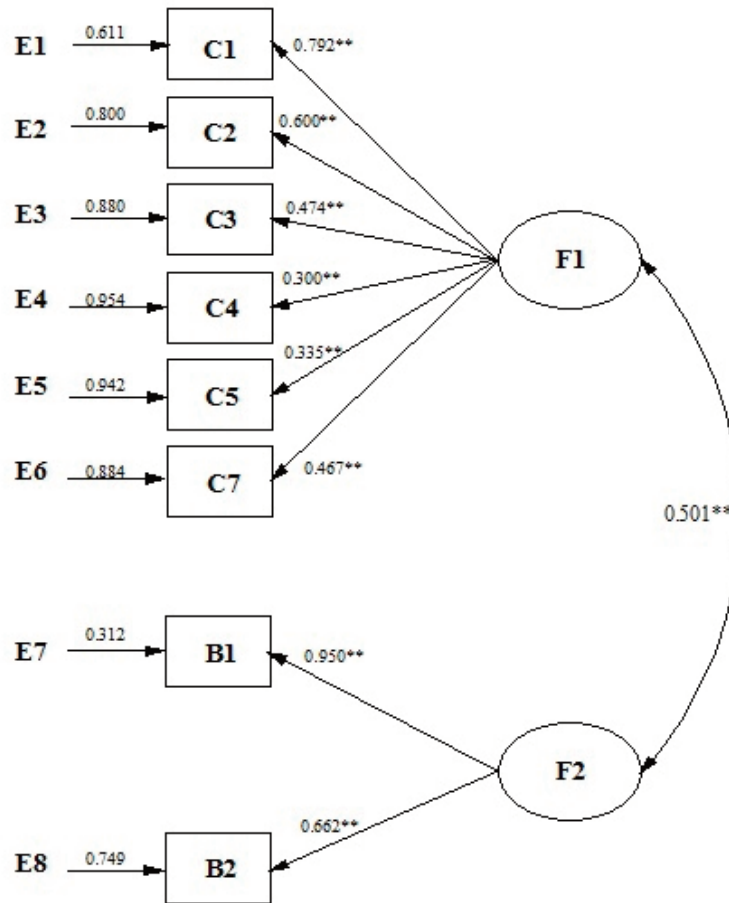 E1 0.611 C1 0.792**
E2 0.800 C2 0.600**
E3 0.880 C3 0.474**
F1
E4 0.954 C4 0.300**
E5 0.942 C5 0.335**
E6 0.884 C7 0.467**
0.501**
E7 0.312 B1 0.950**
F2
E8 0.749 B2 0.662**